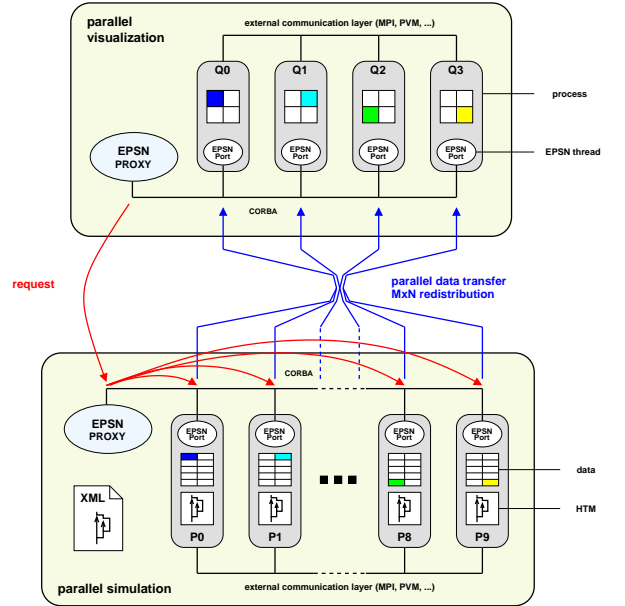 parallel
visualization
external communication layer (MPI, PVM, ...)
Q0
Q1
Q2
Q3
process
EPSN
PROXY
EPSN
Port
EPSN
Port
EPSN
Port
EPSN
Port
EPSN thread
CORBA
request
parallel data transfer
MxN redistribution
CORBA
EPSN
PROXY
EPSN
Port
EPSN
Port
EPSN
Port
EPSN
Port
data
XML
HTM
P0
P1
P8
P9
parallel simulation
external communication layer (MPI, PVM, ...)